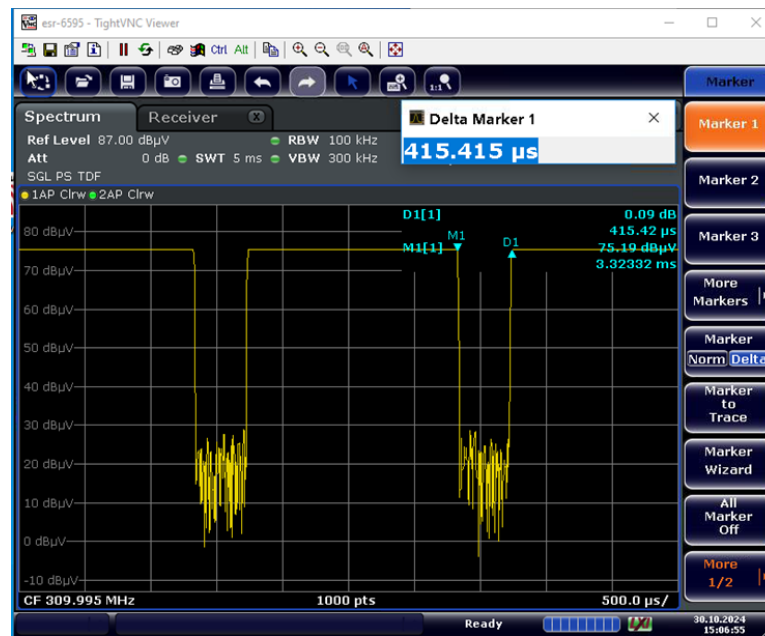 esr-6595 - TightVNC Viewer
Ctrl Alt
1:1
Marker
Spectrum
Receiver
Delta Marker 1
415.415 µs
Ref Level 87.00 dBµV
RBW 100 kHz
Att 0 dB SWT 5 ms VBW 300 kHz
SGL PS TDF
1AP Clrw 2AP Clrw
D1[1] 0.09 dB
415.42 µs
M1[1] 75.19 dBµV
3.32332 ms
M1
D1
80 dBµV
70 dBµV
60 dBµV
50 dBµV
40 dBµV
30 dBµV
20 dBµV
10 dBµV
0 dBµV
-10 dBµV
CF 309.995 MHz 1000 pts 500.0 µs/
Marker 1
Marker 2
Marker 3
More
Markers
Marker
Norm Delta
Marker
to
Trace
Marker
Wizard
All
Marker
Off
More
1/2
Ready
30.10.2024
15:06:55